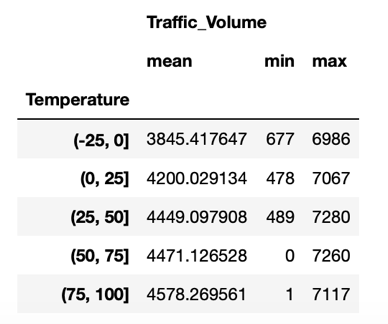 Traffic_Volume
mean min max
Temperature
(-25, 0] 3845.417647 677 6986
(0, 25] 4200.029134 478 7067
(25, 50] 4449.097908 489 7280
(50, 75] 4471.126528 0 7260
(75, 100] 4578.269561 1 7117